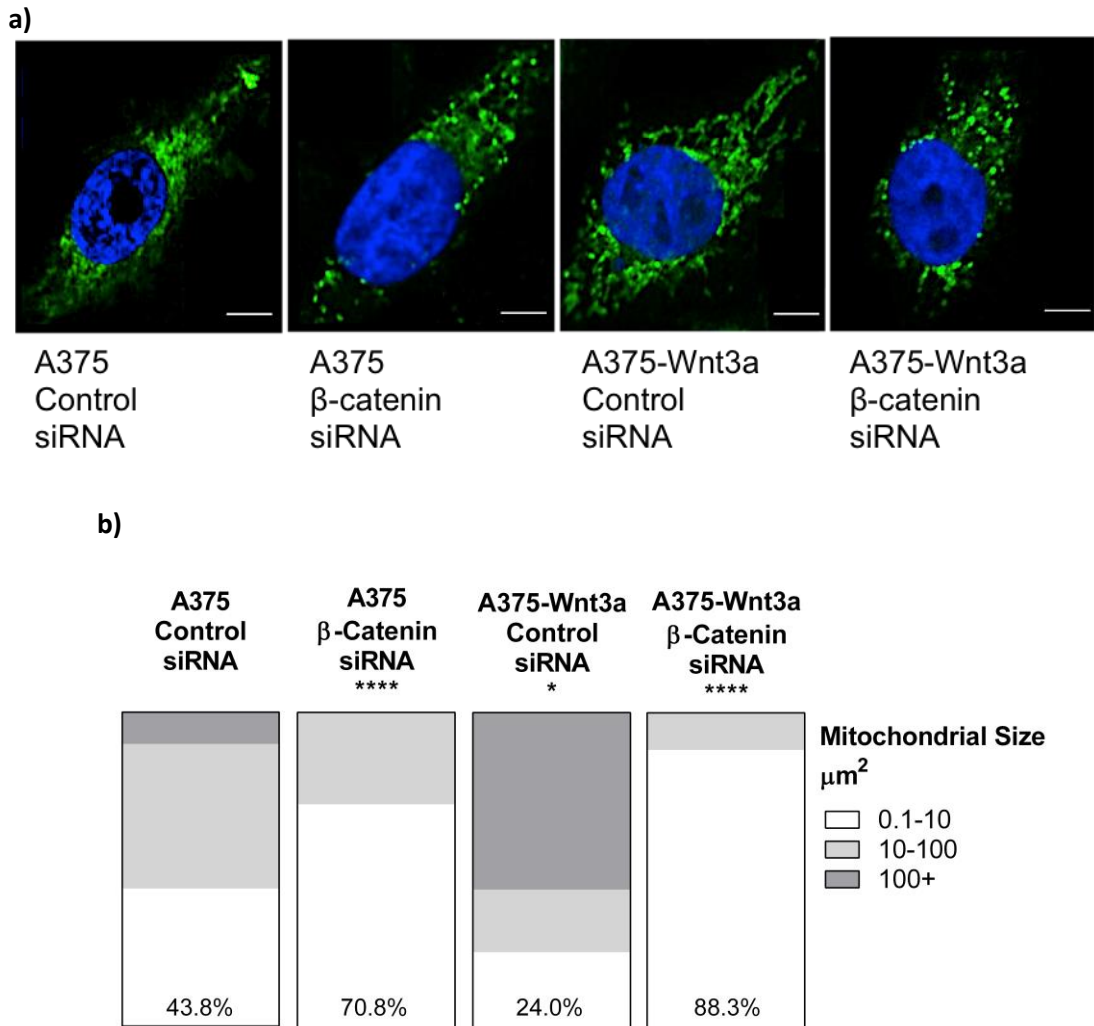 a)
A375
Control
siRNA
A375
β-catenin
siRNA
A375-Wnt3a
Control
siRNA
A375-Wnt3a
β-catenin
siRNA
b)
A375
Control
siRNA
A375
β-Catenin
siRNA
****
A375-Wnt3a
Control
siRNA
*
A375-Wnt3a
β-Catenin
siRNA
****
Mitochondrial Size
μm²
0.1-10
10-100
100+
43.8%
70.8%
24.0%
88.3%